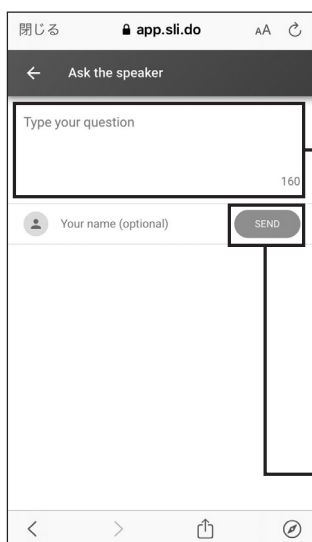 閉じる app.sli.do AA
Ask the speaker
Type your question
160
Your name (optional) SEND